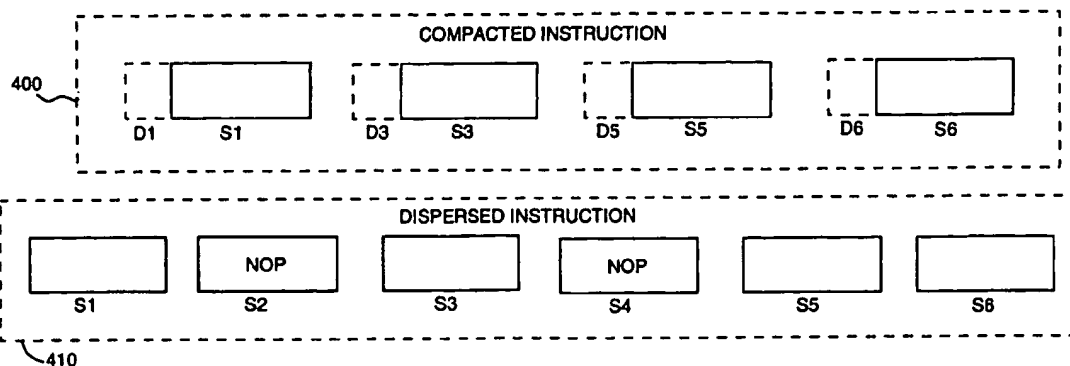 COMPACTED INSTRUCTION
400
D1 S1 D3 S3 D5 S5 D6 S6
DISPERSED INSTRUCTION
NOP NOP
S1 S2 S3 S4 S5 S6
410